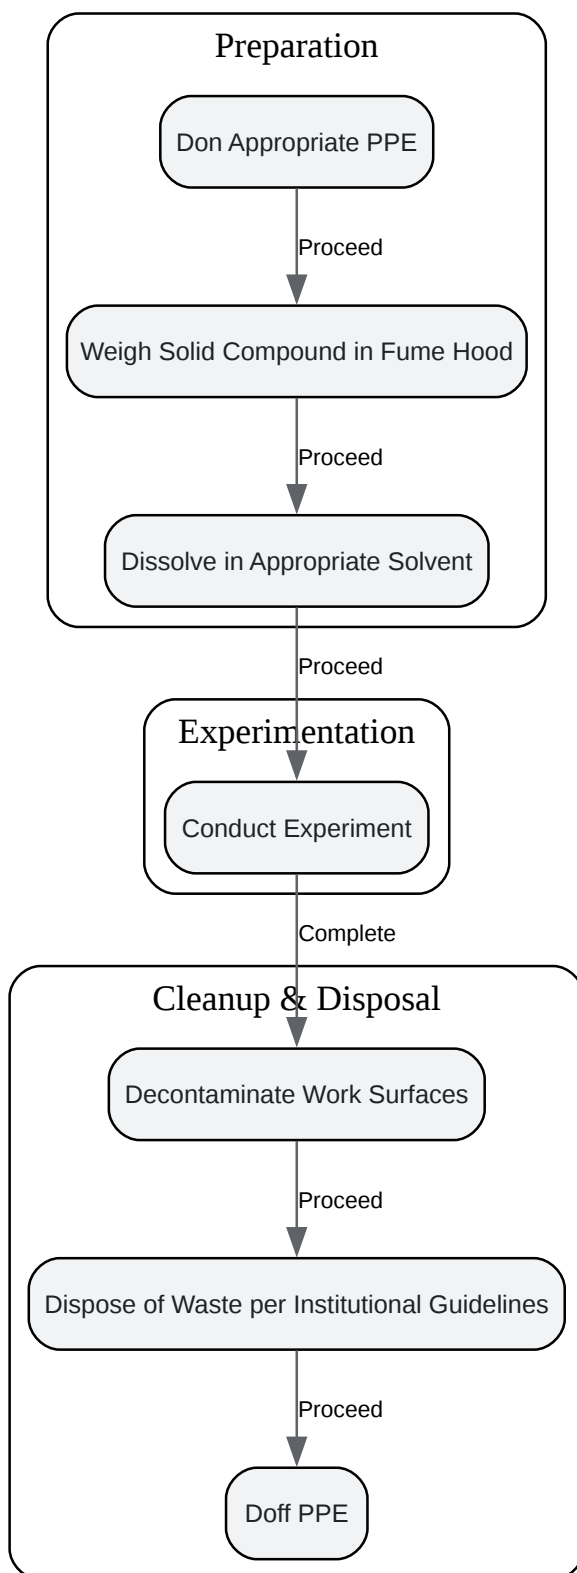 Preparation
Don Appropriate PPE
Proceed
Weigh Solid Compound in Fume Hood
Proceed
Dissolve in Appropriate Solvent
Proceed
Experimentation
Conduct Experiment
Complete
Cleanup & Disposal
Decontaminate Work Surfaces
Proceed
Dispose of Waste per Institutional Guidelines
Proceed
Doff PPE